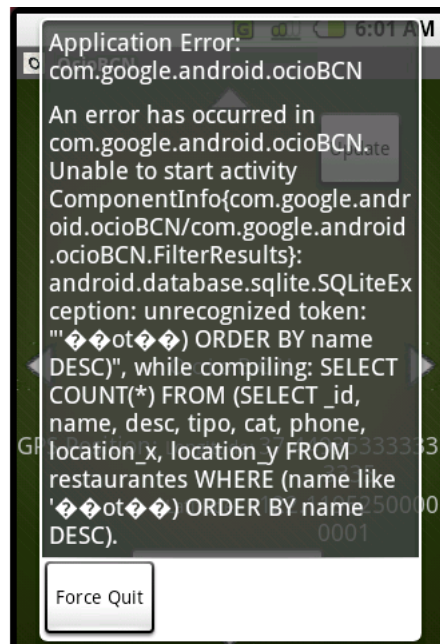 6:01 AM
OcioBCN
Application Error:
com.google.android.ocioBCN
An error has occurred in
com.google.android.ocioBCN.
Unable to start activity
ComponentInfo{com.google.andr
oid.ocioBCN/com.google.android
.ocioBCN.FilterResults}:
android.database.sqlite.SQLiteEx
ception: unrecognized token:
"'��ot��) ORDER BY name
DESC)", while compiling: SELECT
COUNT(*) FROM (SELECT _id,
name, desc, tipo, cat, phone,
location_x, location_y FROM
restaurantes WHERE (name like
'��ot��) ORDER BY name
DESC).
Update
0001
Force Quit